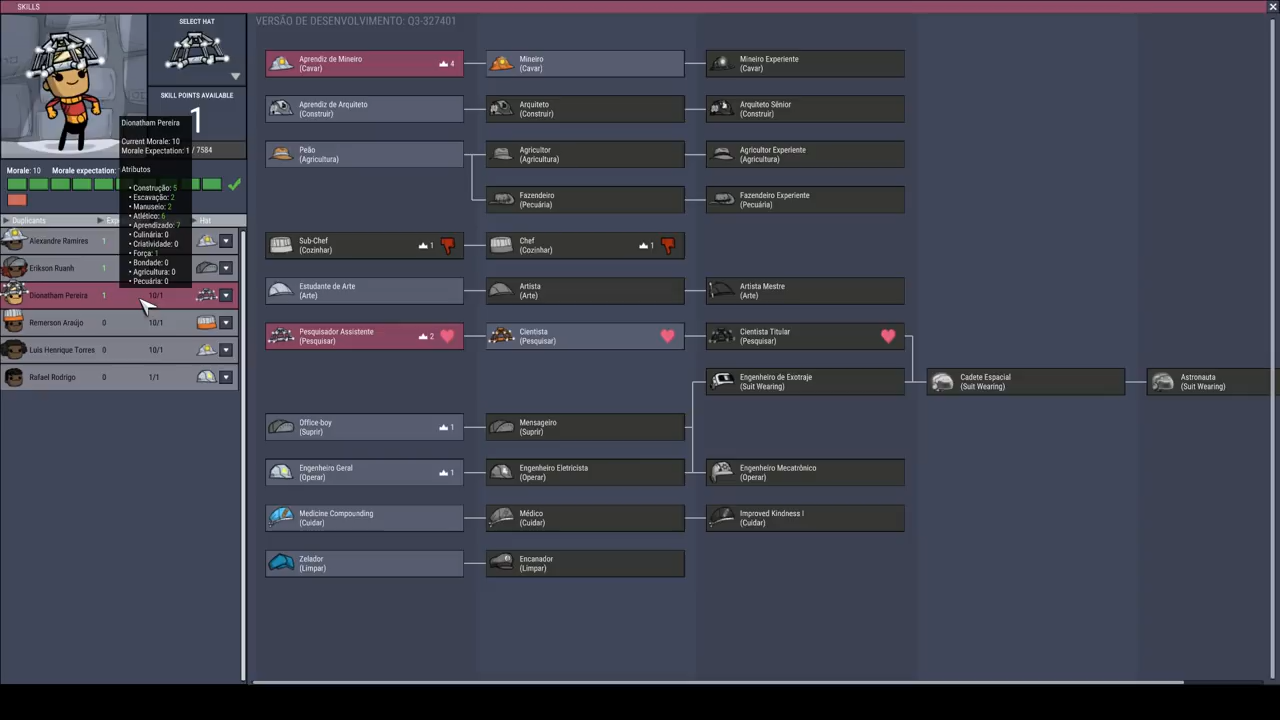 SKILLS
VERSÃO DE DESENVOLVIMENTO: Q3-327401
SELECT HAT
SKILL POINTS AVAILABLE
1
/ 7584
Dionatham Pereira
Current Morale: 10
Morale Expectation: 1
Atributos
• Construção: 5
• Escavação: 2
• Manuseio: 2
• Atlético: 6
• Aprendizado: 7
• Culinária: 0
• Criatividade: 0
• Força: 1
• Bondade: 0
• Agricultura: 0
• Pecuária: 0
Morale: 10 Morale expectation:
Duplicants Exp Hat
Alexandre Ramires 1
Erikson Ruanh 1
Dionatham Pereira 1 10/1
Remerson Araújo 0 10/1
Luis Henrique Torres 0 10/1
Rafael Rodrigo 0 1/1
Aprendiz de Mineiro
(Cavar)
4
Mineiro
(Cavar)
Mineiro Experiente
(Cavar)
Aprendiz de Arquiteto
(Construir)
Arquiteto
(Construir)
Arquiteto Sênior
(Construir)
Peão
(Agricultura)
Agricultor
(Agricultura)
Agricultor Experiente
(Agricultura)
Fazendeiro
(Pecuária)
Fazendeiro Experiente
(Pecuária)
Sub-Chef
(Cozinhar)
1
Chef
(Cozinhar)
1
Estudante de Arte
(Arte)
Artista
(Arte)
Artista Mestre
(Arte)
Pesquisador Assistente
(Pesquisar)
2
Cientista
(Pesquisar)
Cientista Titular
(Pesquisar)
Engenheiro de Exotraje
(Suit Wearing)
Cadete Espacial
(Suit Wearing)
Astronauta
(Suit Wearing)
Office-boy
(Suprir)
1
Mensageiro
(Suprir)
Engenheiro Geral
(Operar)
1
Engenheiro Eletricista
(Operar)
Engenheiro Mecatrônico
(Operar)
Medicine Compounding
(Cuidar)
Médico
(Cuidar)
Improved Kindness I
(Cuidar)
Zelador
(Limpar)
Encanador
(Limpar)